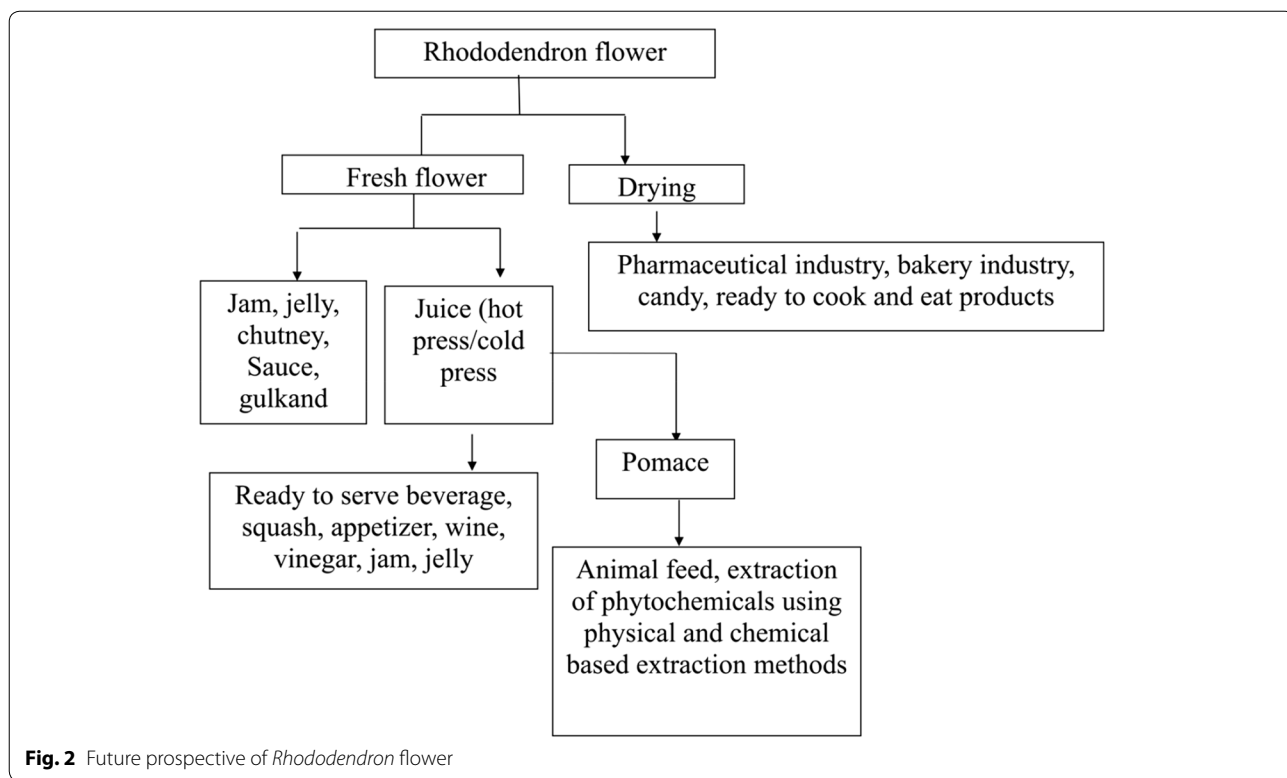 Rhododendron flower
Fresh flower
Drying
Pharmaceutical industry, bakery industry,
candy, ready to cook and eat products
Jam, jelly,
chutney,
Sauce,
gulkand
Juice (hot
press/cold
press
Pomace
Ready to serve beverage,
squash, appetizer, wine,
vinegar, jam, jelly
Animal feed, extraction
of phytochemicals using
physical and chemical
based extraction methods
Fig. 2 Future prospective of Rhododendron flower